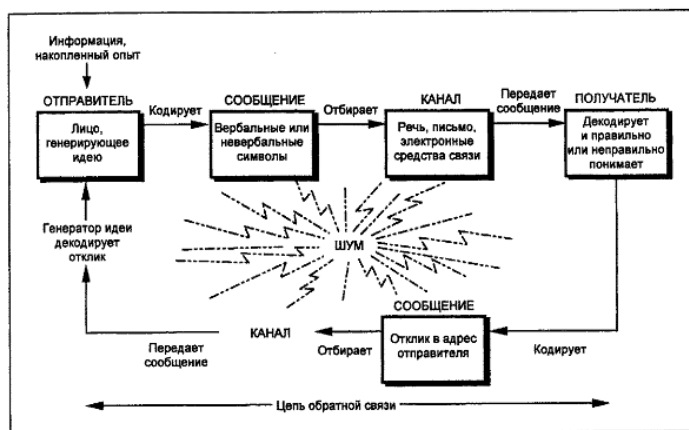 Информация,
накопленный опыт
ОТПРАВИТЕЛЬ
Лицо,
генерирующее
идею
Кодирует
СООБЩЕНИЕ
Вербальные или
невербальные
символы
Отбирает
КАНАЛ
Речь, письмо,
электронные
средства связи
Передает
сообщение
ПОЛУЧАТЕЛЬ
Декодирует
и правильно
или неправильно
понимает
Генератор идеи
декодирует
отклик
ШУМ
СООБЩЕНИЕ
Отклик в адрес
отправителя
Кодирует
Отбирает
КАНАЛ
Передает
сообщение
Цепь обратной связи